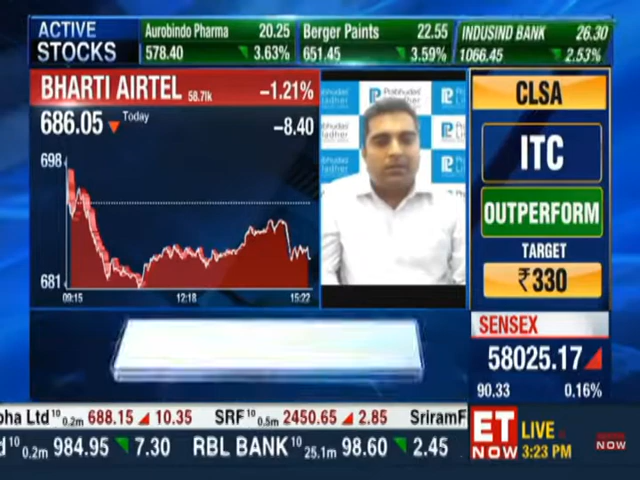 ACTIVE
STOCKS
Aurobindo Pharma 20.25
578.40 3.63%
Berger Paints 22.55
651.45 3.59%
INDUSIND BANK 26.30
1066.45 2.53%
BHARTI AIRTEL 58.71k -1.21%
686.05 Today -8.40
698
681
09:15 12:18 15:22
Prabhudas
Lladher
CLSA
ITC
OUTPERFORM
TARGET
₹330
SENSEX
58025.17
90.33 0.16%
oha Ltd 10 0.2m 688.15 10.35 SRF 10 0.5m 2450.65 2.85 SriramF
d 10 0.2m 984.95 7.30 RBL BANK 10 25.1m 98.60 2.45
ET
NOW
LIVE
3:23 PM
NOW